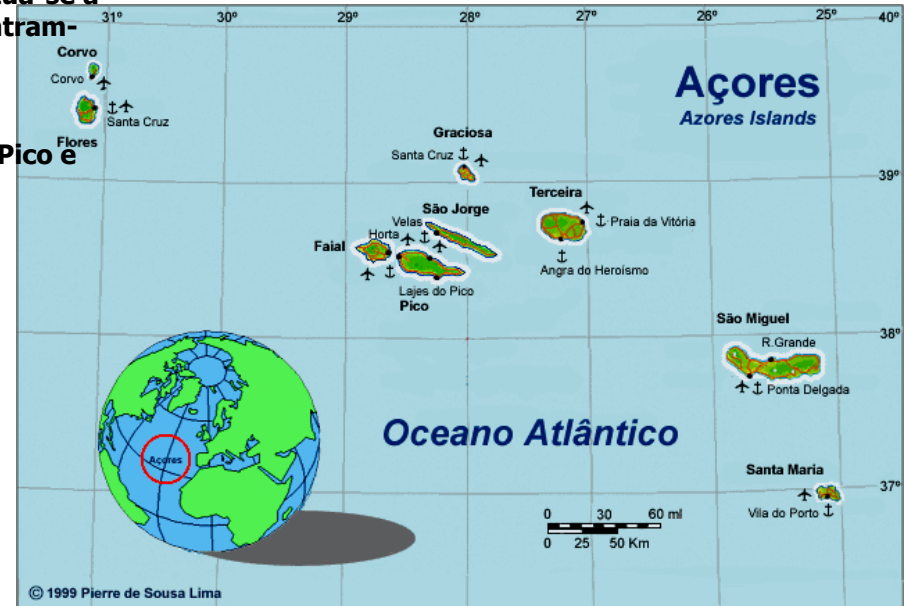 se a
ntram-
Pico e
31º 30º 29º 28º 27º 26º 25º 40º
Corvo
Corvo
Santa Cruz
Flores
Açores
Azores Islands
Graciosa
Santa Cruz
39º
Terceira
Praia da Vitória
Angra do Heroísmo
São Jorge
Velas
Horta
Faial
Lajes do Pico
Pico
38º
São Miguel
R.Grande
Ponta Delgada
Açores
Oceano Atlântico
37º
Santa Maria
Vila do Porto
0 30 60 ml
0 25 50 Km
© 1999 Pierre de Sousa Lima